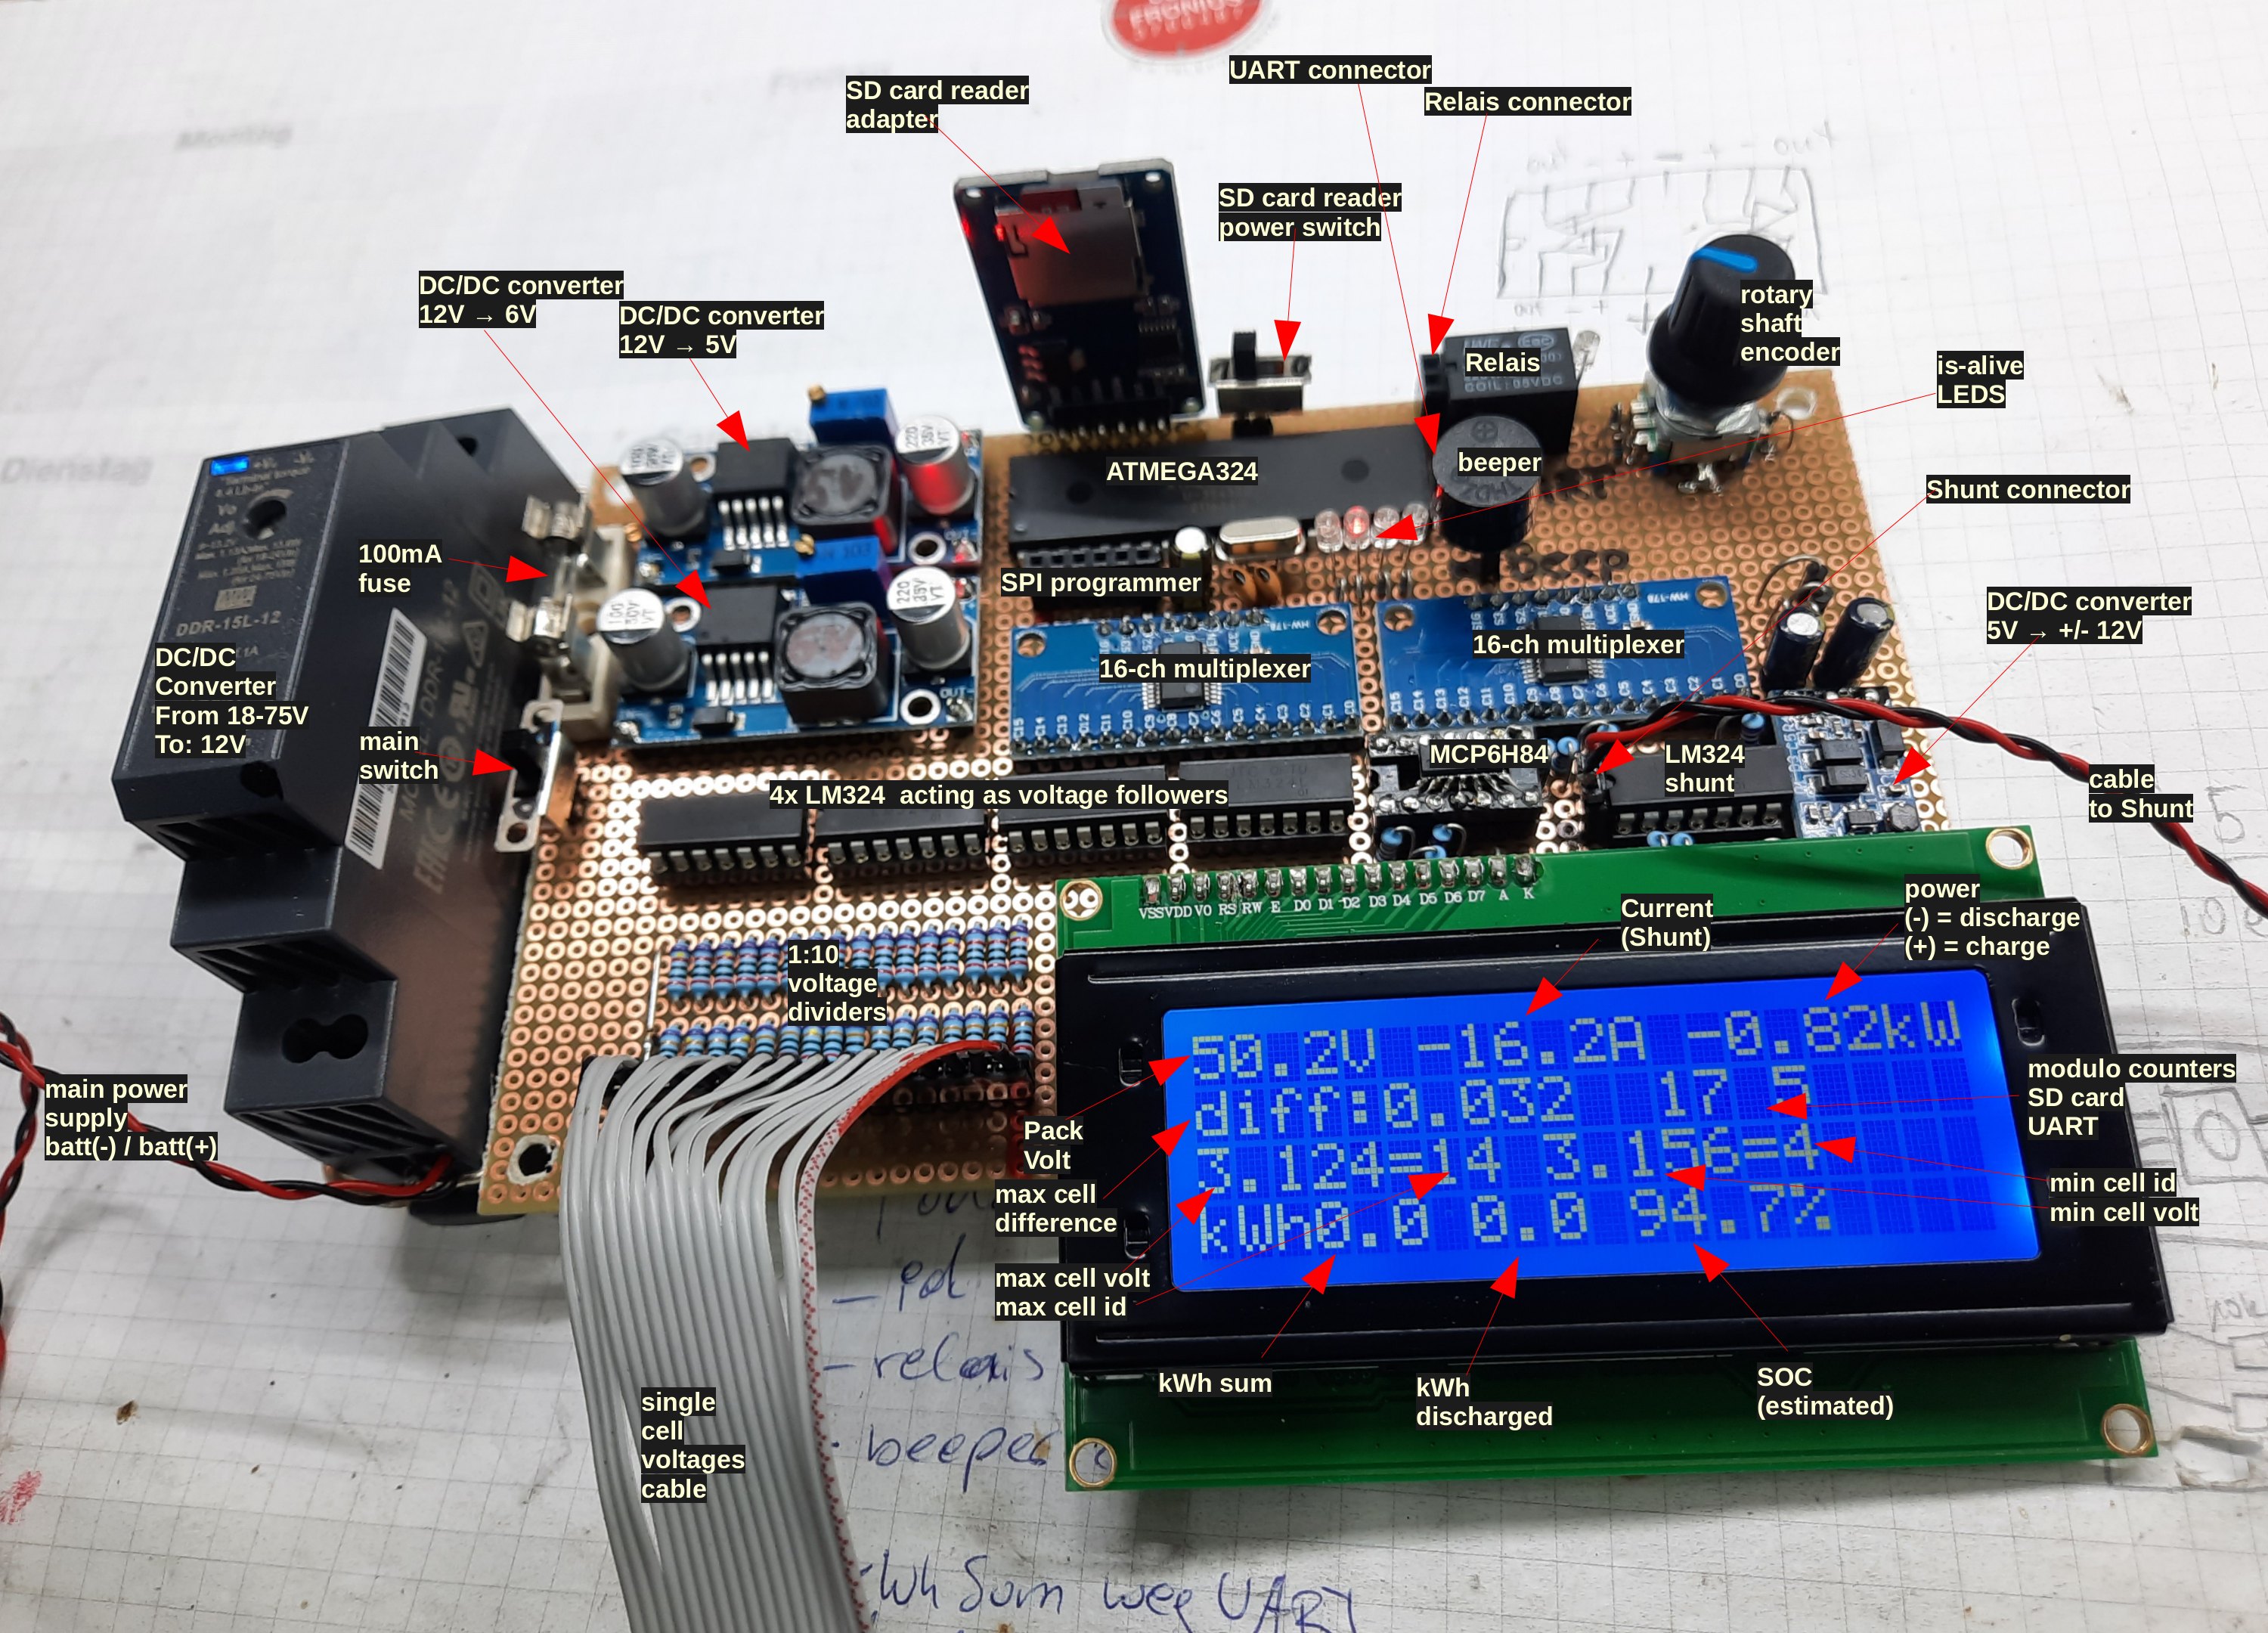 FRONICS
UART connector
SD card reader
adapter
Relais connector
Montag
SD card reader
power switch
DC/DC converter
12V → 6V
DC/DC converter
12V → 5V
rotary
shaft
encoder
Relais
is-alive
LEDS
Dienstag
ATMEGA324
beeper
Shunt connector
100mA
fuse
SPI programmer
beep
DC/DC converter
5V → +/- 12V
DDR-15L-12
DC/DC
Converter
From 18-75V
To: 12V
16-ch multiplexer
16-ch multiplexer
main
switch
MCP6H84
LM324
shunt
4x LM324 acting as voltage followers
cable
to Shunt
VSS VDD V0 RS RW E D0 D1 D2 D3 D4 D5 D6 D7 A K
Current
(Shunt)
power
(-) = discharge
(+) = charge
1:10
voltage
dividers
50.2V -16.2A -0.82kW
diff:0.032 17 5
3.124=14 3.156=4
kWh0.0 0.0 94.7%
main power
supply
batt(-) / batt(+)
modulo counters
SD card
UART
Pack
Volt
max cell
difference
min cell id
min cell volt
max cell volt
max cell id
kWh sum
kWh
discharged
SOC
(estimated)
single
cell
voltages
cable
- relais
- beeper